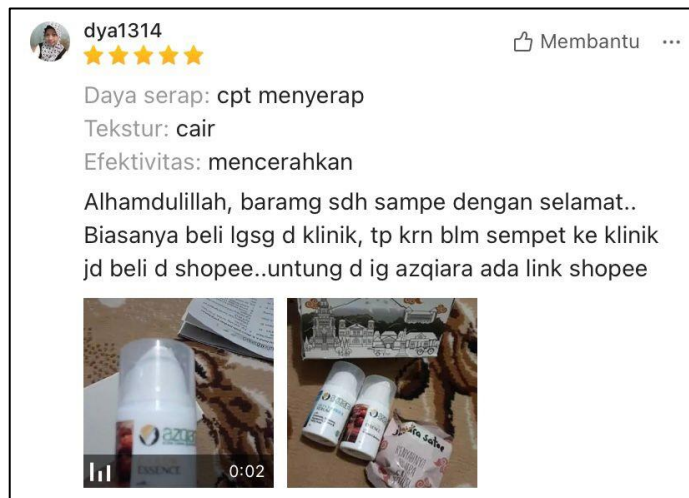 dya1314
Membantu
Daya serap: cpt menyerap
Tekstur: cair
Efektivitas: mencerahkan
Alhamdulillah, baramg sdh sampe dengan selamat..
Biasanya beli lgsg d klinik, tp krn blm sempet ke klinik
jd beli d shopee..untung d ig azqiara ada link shopee
ESSENCE
0:02